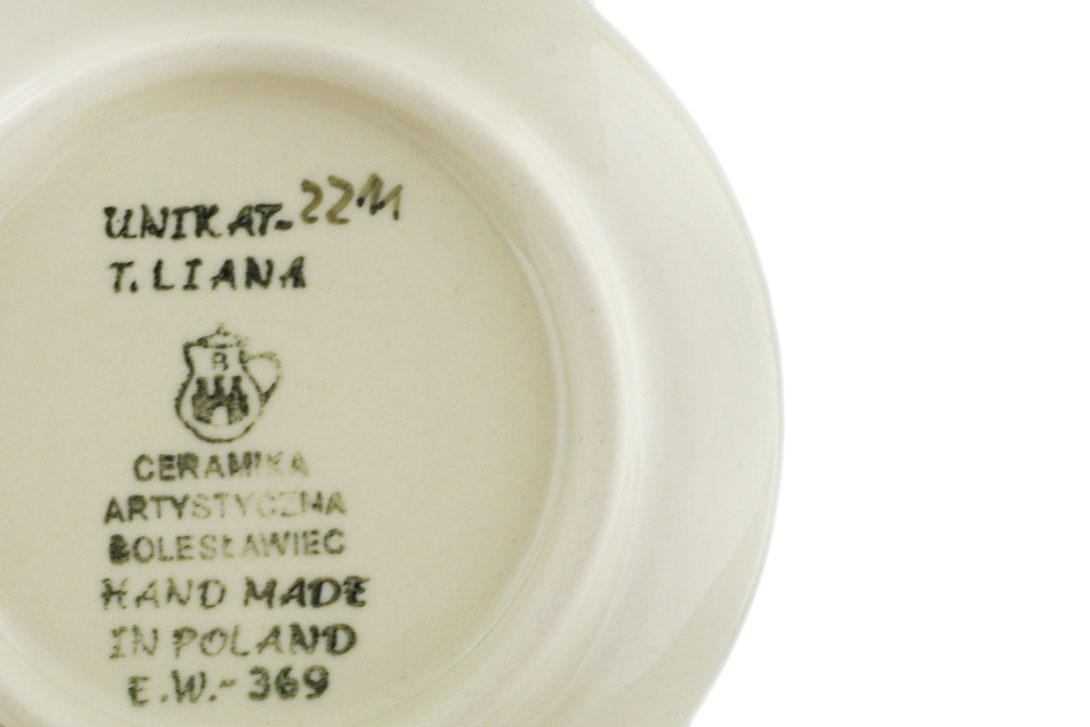 UNIKAT-2211
T. LIANA
B
CERAMIKA
ARTYSTYCZNA
BOLESŁAWIEC
HAND MADE
IN POLAND
E.W.-369